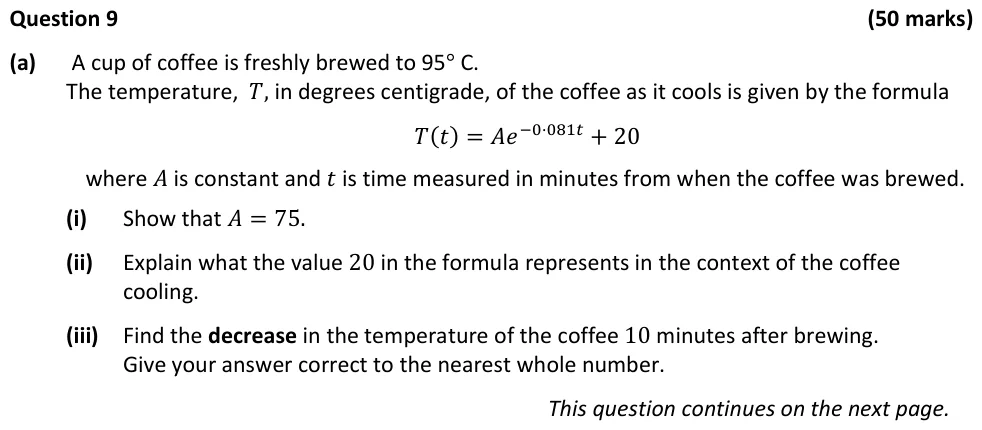 Question 9 (50 marks)
(a) A cup of coffee is freshly brewed to 95° C.
The temperature, T, in degrees centigrade, of the coffee as it cools is given by the formula
T(t) = Ae^{−0·081t} + 20
where A is constant and t is time measured in minutes from when the coffee was brewed.
(i) Show that A = 75.
(ii) Explain what the value 20 in the formula represents in the context of the coffee
cooling.
(iii) Find the decrease in the temperature of the coffee 10 minutes after brewing.
Give your answer correct to the nearest whole number.
This question continues on the next page.